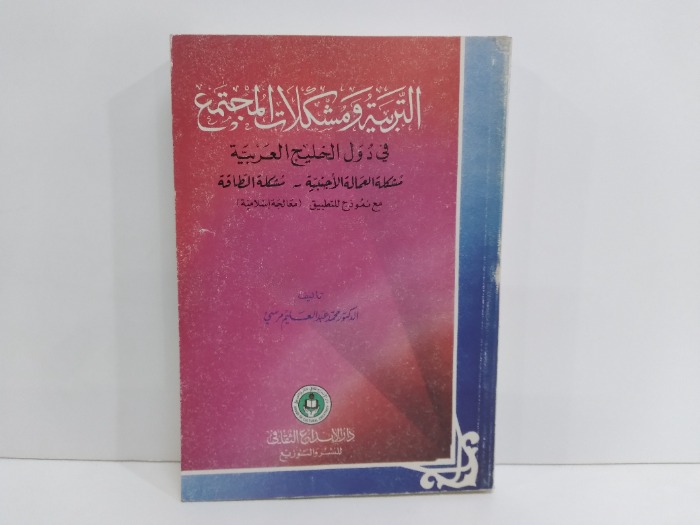 التربية ومشكلات المجتمع
في دول الخليج العربية
مشكلة العمالة الأجنبية - مشكلة الطاقة
مع نموذج للتطبيق (معالجة إسلامية)
تأليف
الدكتور محمد عبد العليم مرسي
دار الإبداع الثقافي
للنشر والتوزيع